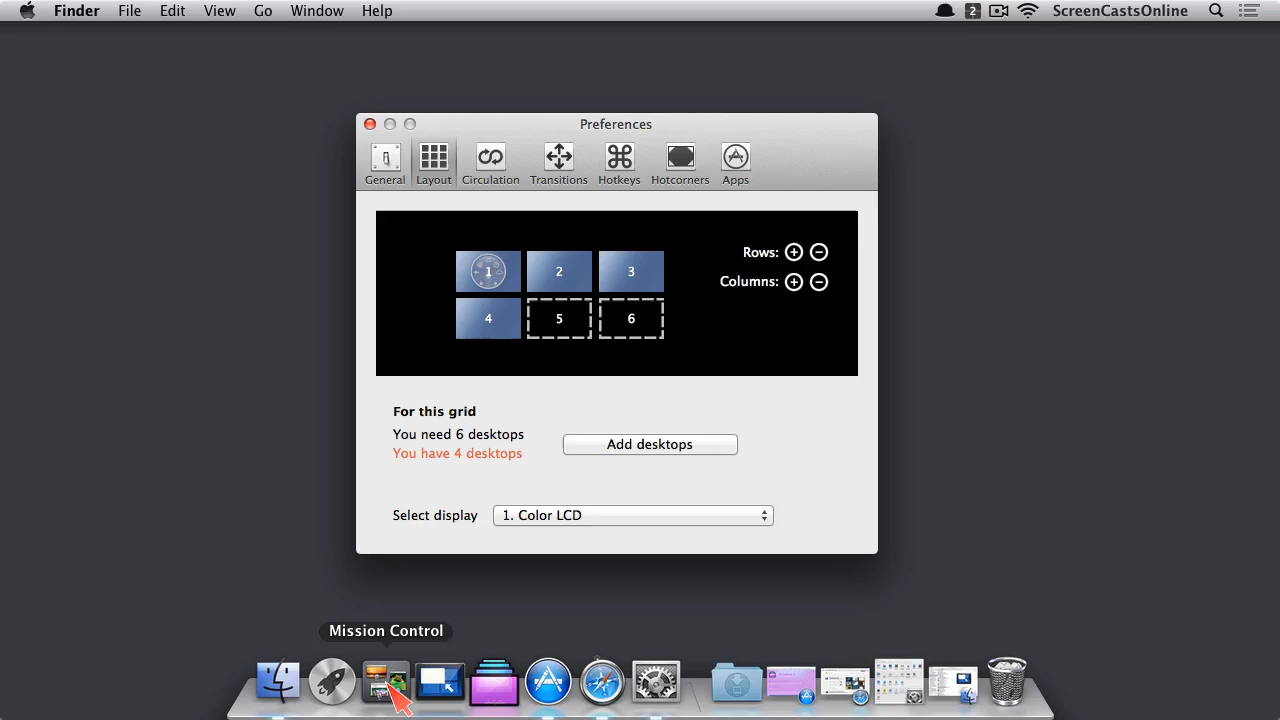 Finder File Edit View Go Window Help 2 ScreenCastsOnline
Preferences
General Layout Circulation Transitions Hotkeys Hotcorners Apps
1 2 3
4 5 6
Rows:
Columns:
For this grid
You need 6 desktops
You have 4 desktops
Add desktops
Select display 1. Color LCD
Mission Control